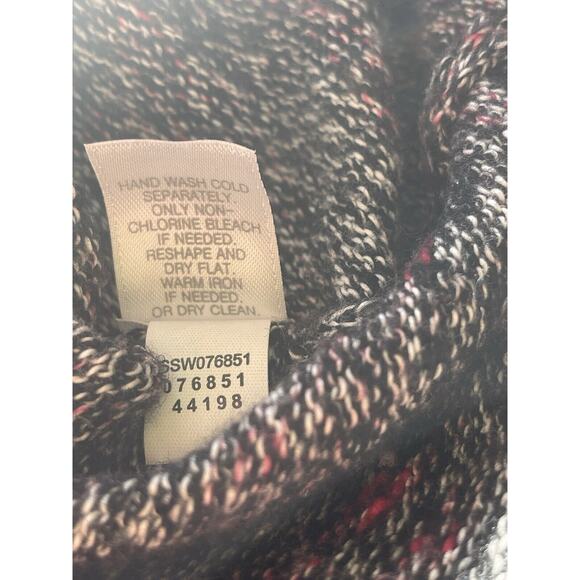 HAND WASH COLD
SEPARATELY.
ONLY NON-
CHLORINE BLEACH
IF NEEDED.
RESHAPE AND
DRY FLAT.
WARM IRON
IF NEEDED.
OR DRY CLEAN.
SSW076851
076851
44198